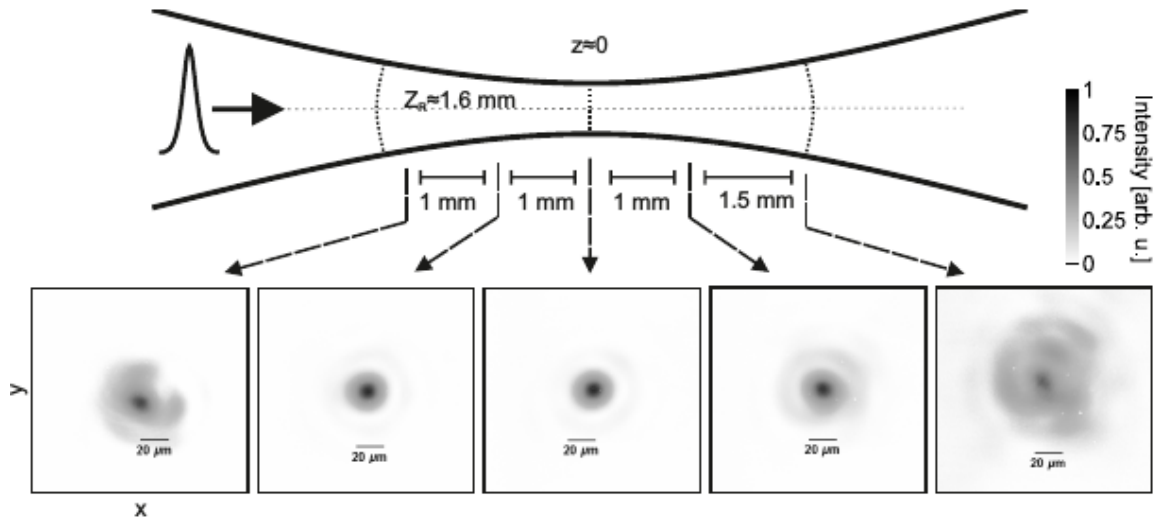 z≈0
Z_R≈1.6 mm
1 mm
1 mm
1 mm
1.5 mm
1
0.75
0.5
0.25
0
Intensity [arb. u.]
20 µm
20 µm
20 µm
20 µm
20 µm
y
x